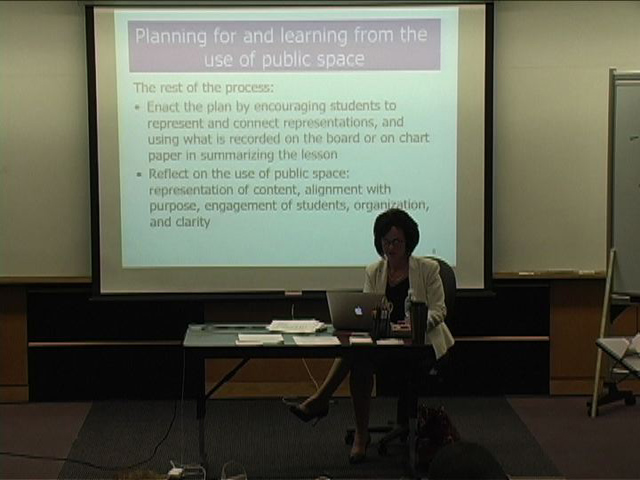 Planning for and learning from the
use of public space
The rest of the process:
• Enact the plan by encouraging students to
represent and connect representations, and
using what is recorded on the board or on chart
paper in summarizing the lesson
• Reflect on the use of public space:
representation of content, alignment with
purpose, engagement of students, organization,
and clarity